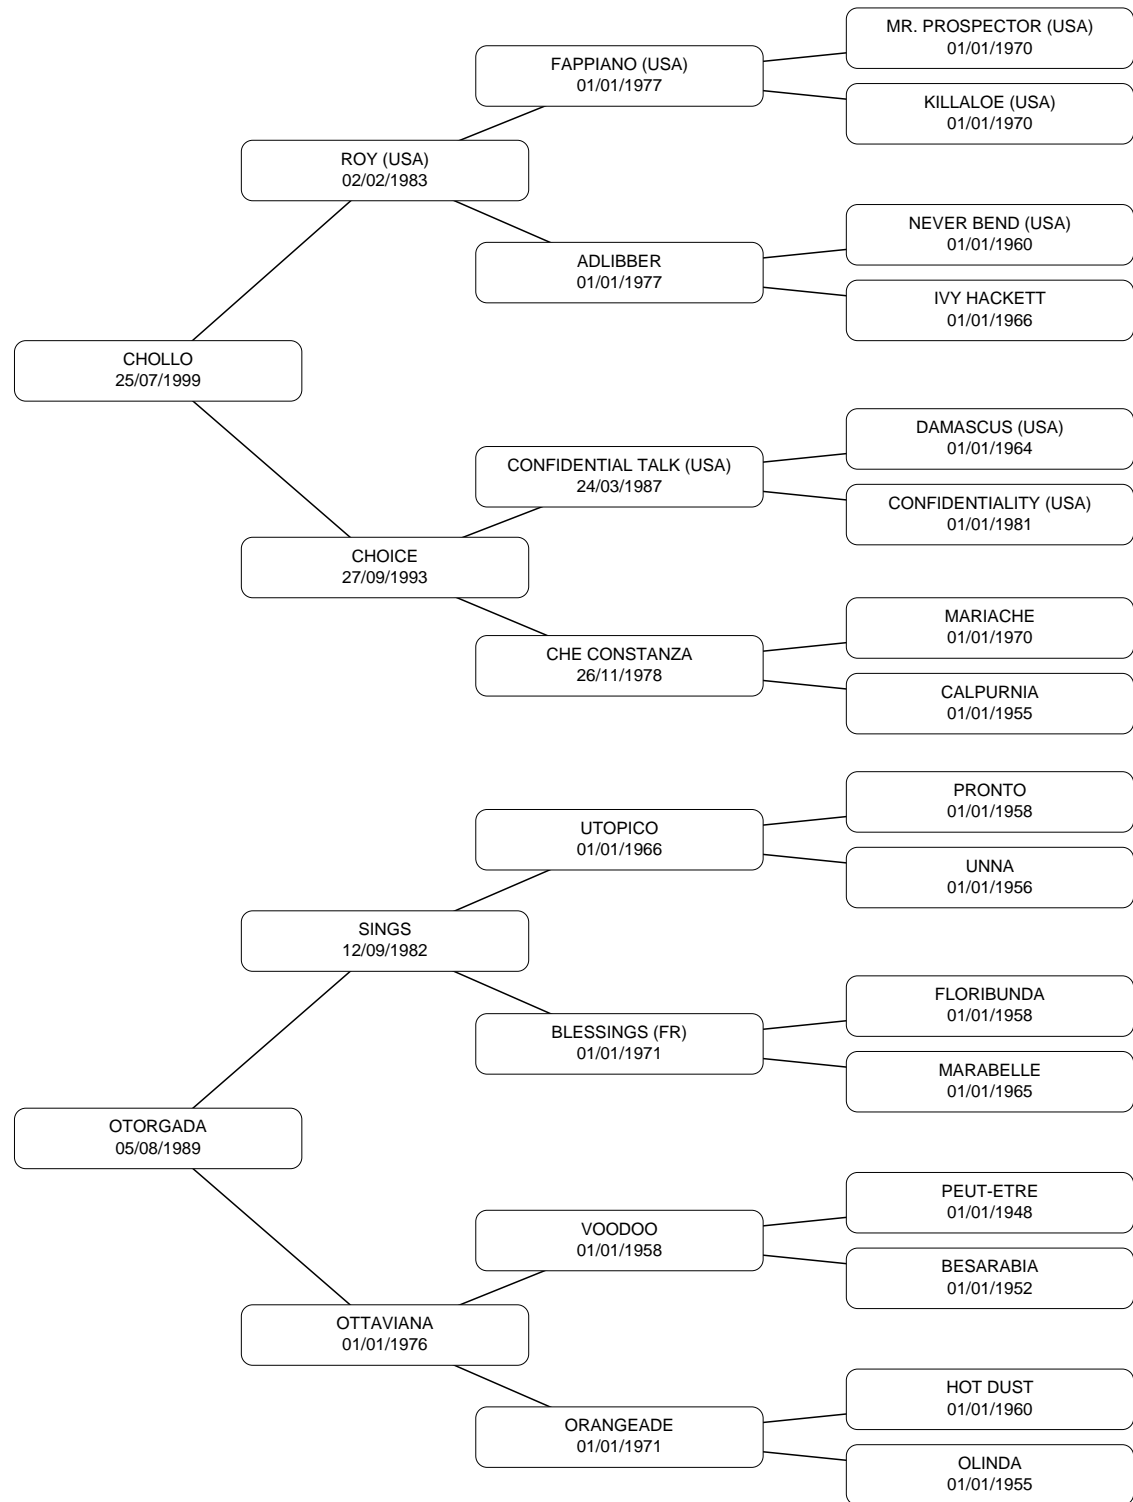 MR. PROSPECTOR (USA)
01/01/1970
FAPPIANO (USA)
01/01/1977
KILLALOE (USA)
01/01/1970
ROY (USA)
02/02/1983
NEVER BEND (USA)
01/01/1960
ADLIBBER
01/01/1977
IVY HACKETT
01/01/1966
CHOLLO
25/07/1999
DAMASCUS (USA)
01/01/1964
CONFIDENTIAL TALK (USA)
24/03/1987
CONFIDENTIALITY (USA)
01/01/1981
CHOICE
27/09/1993
MARIACHE
01/01/1970
CHE CONSTANZA
26/11/1978
CALPURNIA
01/01/1955
PRONTO
01/01/1958
UTOPICO
01/01/1966
UNNA
01/01/1956
SINGS
12/09/1982
FLORIBUNDA
01/01/1958
BLESSINGS (FR)
01/01/1971
MARABELLE
01/01/1965
OTORGADA
05/08/1989
PEUT-ETRE
01/01/1948
VOODOO
01/01/1958
BESARABIA
01/01/1952
OTTAVIANA
01/01/1976
HOT DUST
01/01/1960
ORANGEADE
01/01/1971
OLINDA
01/01/1955